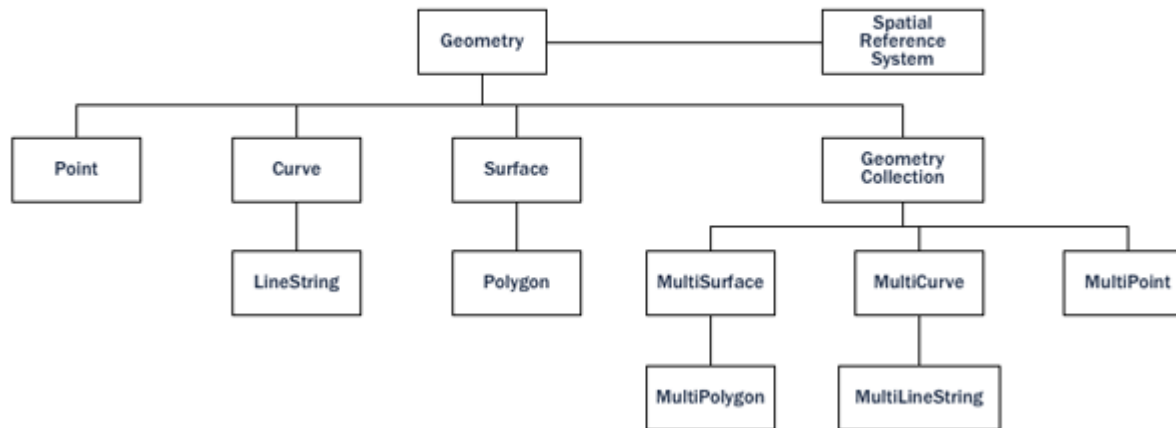 Geometry
Spatial
Reference
System
Point
Curve
Surface
Geometry
Collection
LineString
Polygon
MultiSurface
MultiCurve
MultiPoint
MultiPolygon
MultiLineString